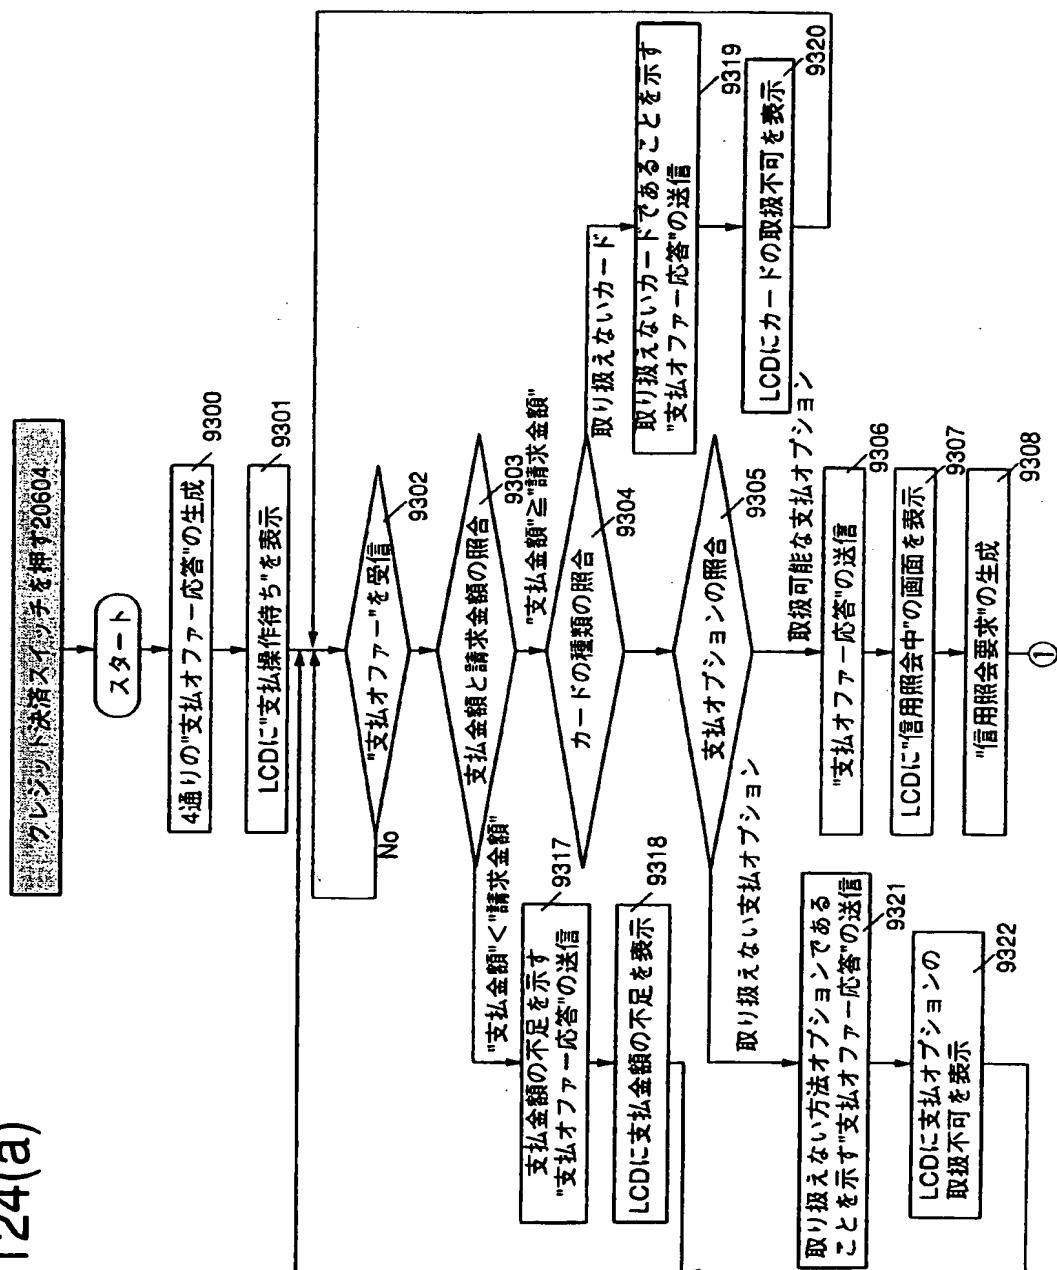 124(a)
クレジット決済スイッチを押す20604
スタート
4通りの"支払オファー応答"の生成
9300
LCDに"支払操作待ち"を表示
9301
"支払オファー"を受信
9302
No
支払金額と請求金額の照合
9303
"支払金額"<"請求金額"
"支払金額"≧"請求金額"
支払金額の不足を示す
"支払オファー応答"の送信
9317
LCDに支払金額の不足を表示
9318
カードの種類の照合
9304
取り扱えないカード
取り扱えないカードであることを示す
"支払オファー応答"の送信
9319
LCDにカードの取扱不可を表示
9320
支払オプションの照合
9305
取り扱えない支払オプション
取扱可能な支払オプション
取り扱えない方法オプションである
ことを示す"支払オファー応答"の送信
9321
LCDに支払オプションの
取扱不可を表示
9322
"支払オファー応答"の送信
9306
LCDに"信用照会中"の画面を表示
9307
"信用照会要求"の生成
9308
①